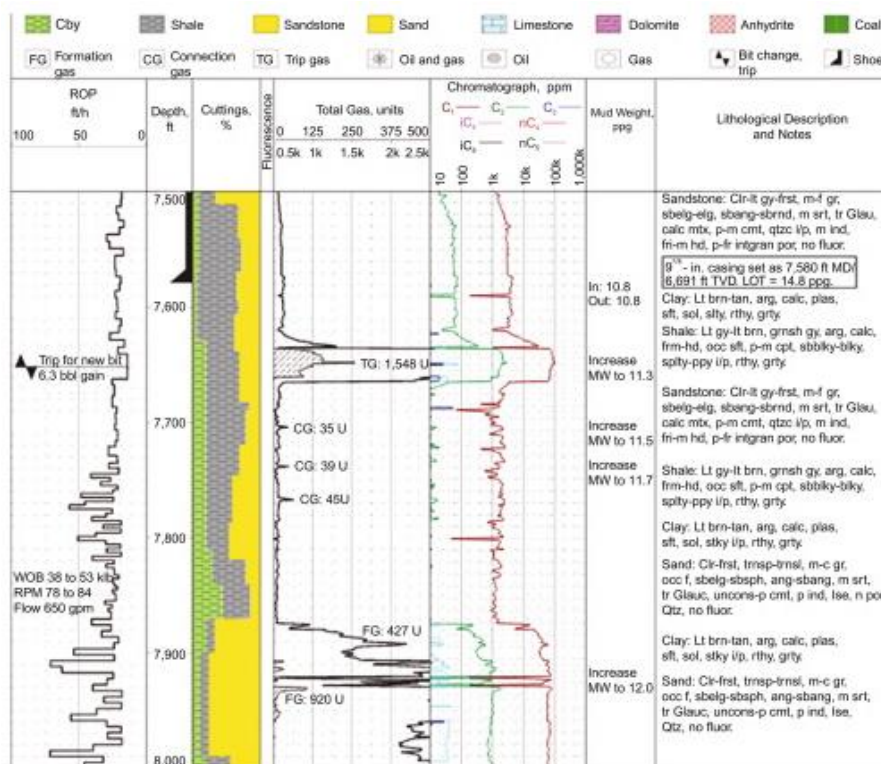 Cby
Shale
Sandstone
Sand
Limestone
Dolomite
Anhydrite
Coal
FG Formation gas
CG Connection gas
TG Trip gas
Oil and gas
Oil
Gas
Bit change, trip
Shoe
ROP
ft/h
100 50 0
Depth, ft
Cuttings, %
Fluorescence
Total Gas, units
0 125 250 375 500
0.5k 1k 1.5k 2k 2.5k
Chromatograph, ppm
C₁ C₂ C₃
iC₄ nC₄
nC₅
10 100 1k 10k 100k 1,000k
Mud Weight, ppg
Lithological Description and Notes
7,500
7,600
7,700
7,800
7,900
8,000
Trip for new bit
6.3 bbl gain
WOB 38 to 53 klb
RPM 78 to 84
Flow 650 gpm
TG: 1,548 U
CG: 35 U
CG: 39 U
CG: 45U
FG: 427 U
FG: 920 U
In: 10.8
Out: 10.8
Increase
MW to 11.3
Increase
MW to 11.5
Increase
MW to 11.7
Increase
MW to 12.0
Sandstone: Clr-lt gy-frst, m-f gr,
sbelg-elg, sbang-sbrnd, m srt, tr Glau,
calc mtx, p-m cmt, qtzc i/p, m ind,
fri-m hd, p-fr intgran por, no fluor.
in. casing set as 7,580 ft MD/
6,691 ft TVD. LOT = 14.8 ppg.
Clay: Lt brn-tan, arg, calc, plas,
sft, sol, slty, rthy, grty.
Shale: Lt gy-lt brn, grnsh gy, arg, calc,
frm-hd, occ sft, p-m cpt, sbblky-blky,
splty-ppy i/p, rthy, grty.
Sandstone: Clr-lt gy-frst, m-f gr,
sbelg-elg, sbang-sbrnd, m srt, tr Glau,
calc mtx, p-m cmt, qtzc i/p, m ind,
fri-m hd, p-fr intgran por, no fluor.
Shale: Lt gy-lt brn, grnsh gy, arg, calc,
frm-hd, occ sft, p-m cpt, sbblky-blky,
splty-ppy i/p, rthy, grty.
Clay: Lt brn-tan, arg, calc, plas,
sft, sol, stky i/p, rthy, grty.
Sand: Clr-frst, trnsp-trnsl, m-c gr,
occ f, sbelg-sbsph, ang-sbang, m srt,
tr Glauc, uncons-p cmt, p ind, lse, n por
Qtz, no fluor.
Clay: Lt brn-tan, arg, calc, plas,
sft, sol, stky i/p, rthy, grty.
Sand: Clr-frst, trnsp-trnsl, m-c gr,
occ f, sbelg-sbsph, ang-sbang, m srt,
tr Glauc, uncons-p cmt, p ind, lse,
Qtz, no fluor.